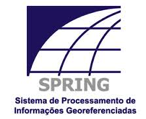 SPRING
Sistema de Processamento de
Informações Georeferenciadas